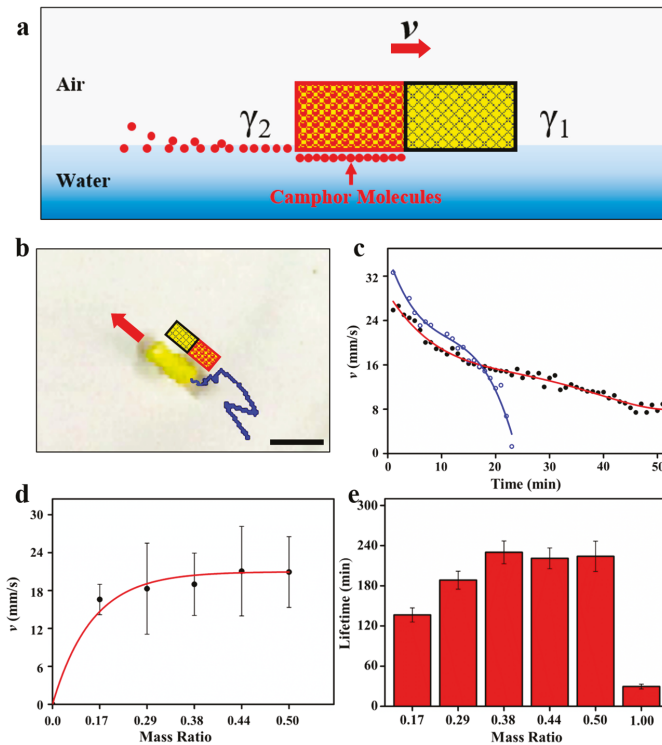 a
v
Air
γ2
γ1
Water
Camphor Molecules
b
c
v (mm/s)
32
24
16
8
0
0
10
20
30
40
50
Time (min)
d
v (mm/s)
30
24
18
12
6
0
0.0
0.17
0.29
0.38
0.44
0.50
Mass Ratio
e
Lifetime (min)
300
240
180
120
60
0
0.17
0.29
0.38
0.44
0.50
1.00
Mass Ratio